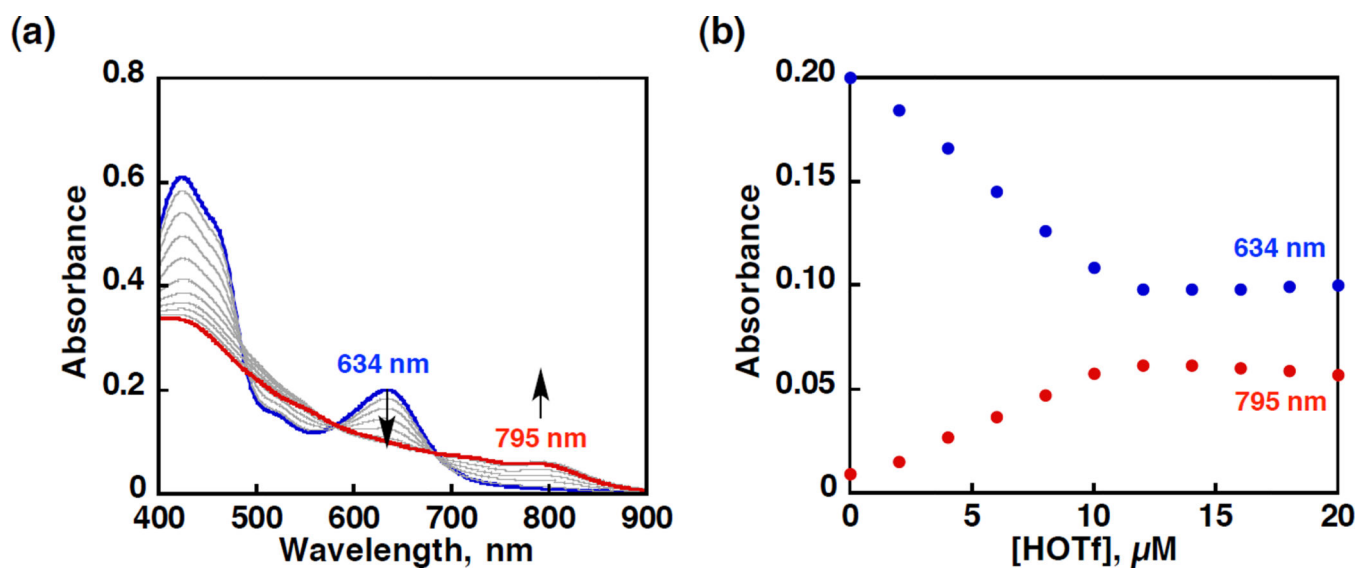 (a)
Absorbance
0.8
0.6
0.4
0.2
0
634 nm
795 nm
400 500 600 700 800 900
Wavelength, nm
(b)
Absorbance
0.20
0.15
0.10
0.05
0
634 nm
795 nm
0 5 10 15 20
[HOTf], µM